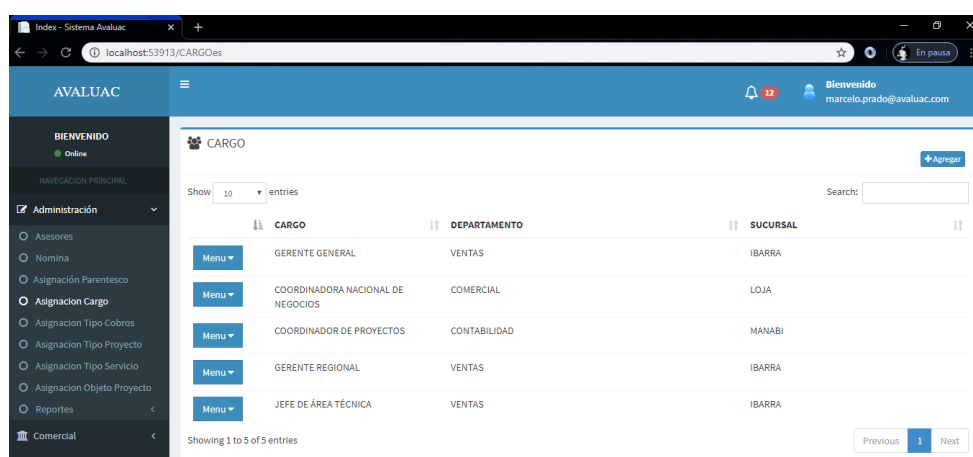 Index - Sistema Avaluac
localhost:53913/CARGOes
En pausa
AVALUAC
12
Bienvenido
marcelo.prado@avaluac.com
BIENVENIDO
Online
NAVEGACION PRINCIPAL
Administración
Asesores
Nomina
Asignación Parentesco
Asignacion Cargo
Asignacion Tipo Cobros
Asignacion Tipo Proyecto
Asignacion Tipo Servicio
Asignacion Objeto Proyecto
Reportes
Comercial
CARGO
+Agregar
Show 10 entries
Search:
CARGO DEPARTAMENTO SUCURSAL
Menu GERENTE GENERAL VENTAS IBARRA
Menu COORDINADORA NACIONAL DE COMERCIAL LOJA
NEGOCIOS
Menu COORDINADOR DE PROYECTOS CONTABILIDAD MANABI
Menu GERENTE REGIONAL VENTAS IBARRA
Menu JEFE DE ÁREA TÉCNICA VENTAS IBARRA
Showing 1 to 5 of 5 entries
Previous 1 Next